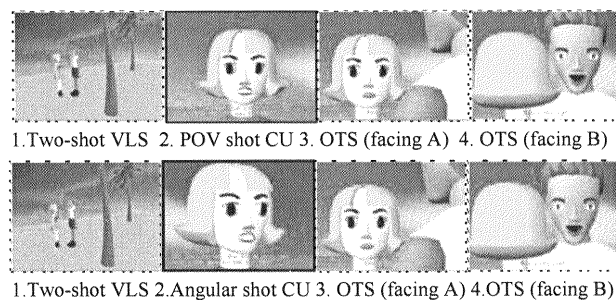 1.Two-shot VLS 2. POV shot CU 3. OTS (facing A) 4. OTS (facing B)
1.Two-shot VLS 2.Angular shot CU 3. OTS (facing A) 4.OTS (facing B)